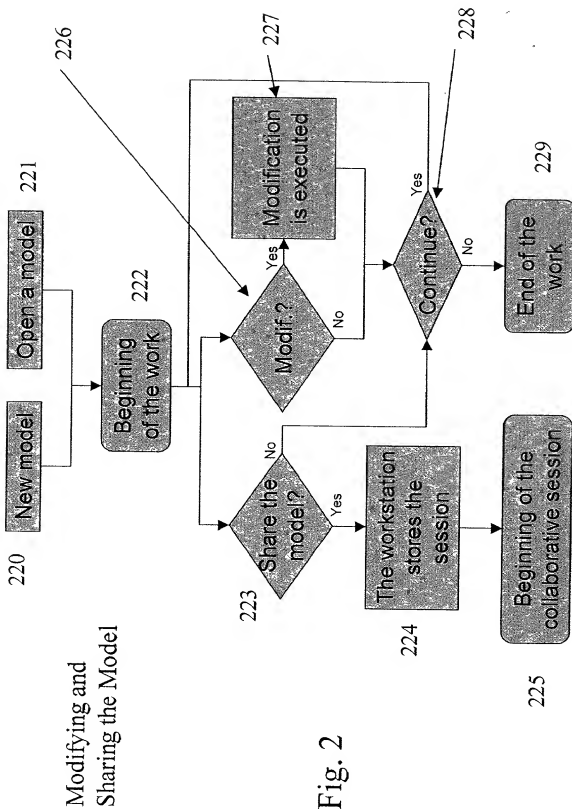 Modifying and
Sharing the Model
220
New model
Open a model
221
Beginning
of the work
222
226
227
223
Share the
model?
No
Yes
Modif.?
Yes
No
Modification
is executed
224
The workstation
stores the
session
Continue?
Yes
No
228
225
Beginning of the
collaborative session
End of the
work
229
Fig. 2